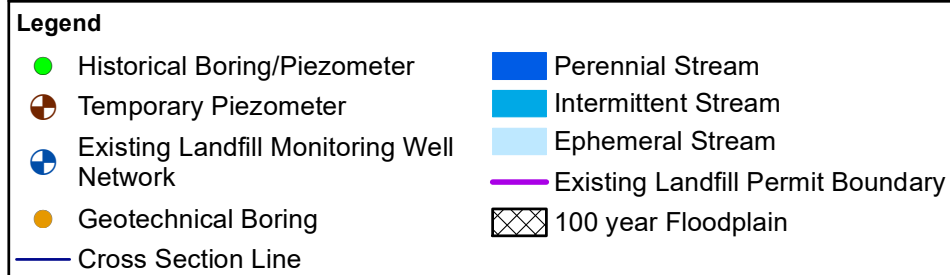 Legend
Historical Boring/Piezometer
Temporary Piezometer
Existing Landfill Monitoring Well
Network
Geotechnical Boring
Cross Section Line
Perennial Stream
Intermittent Stream
Ephemeral Stream
Existing Landfill Permit Boundary
100 year Floodplain